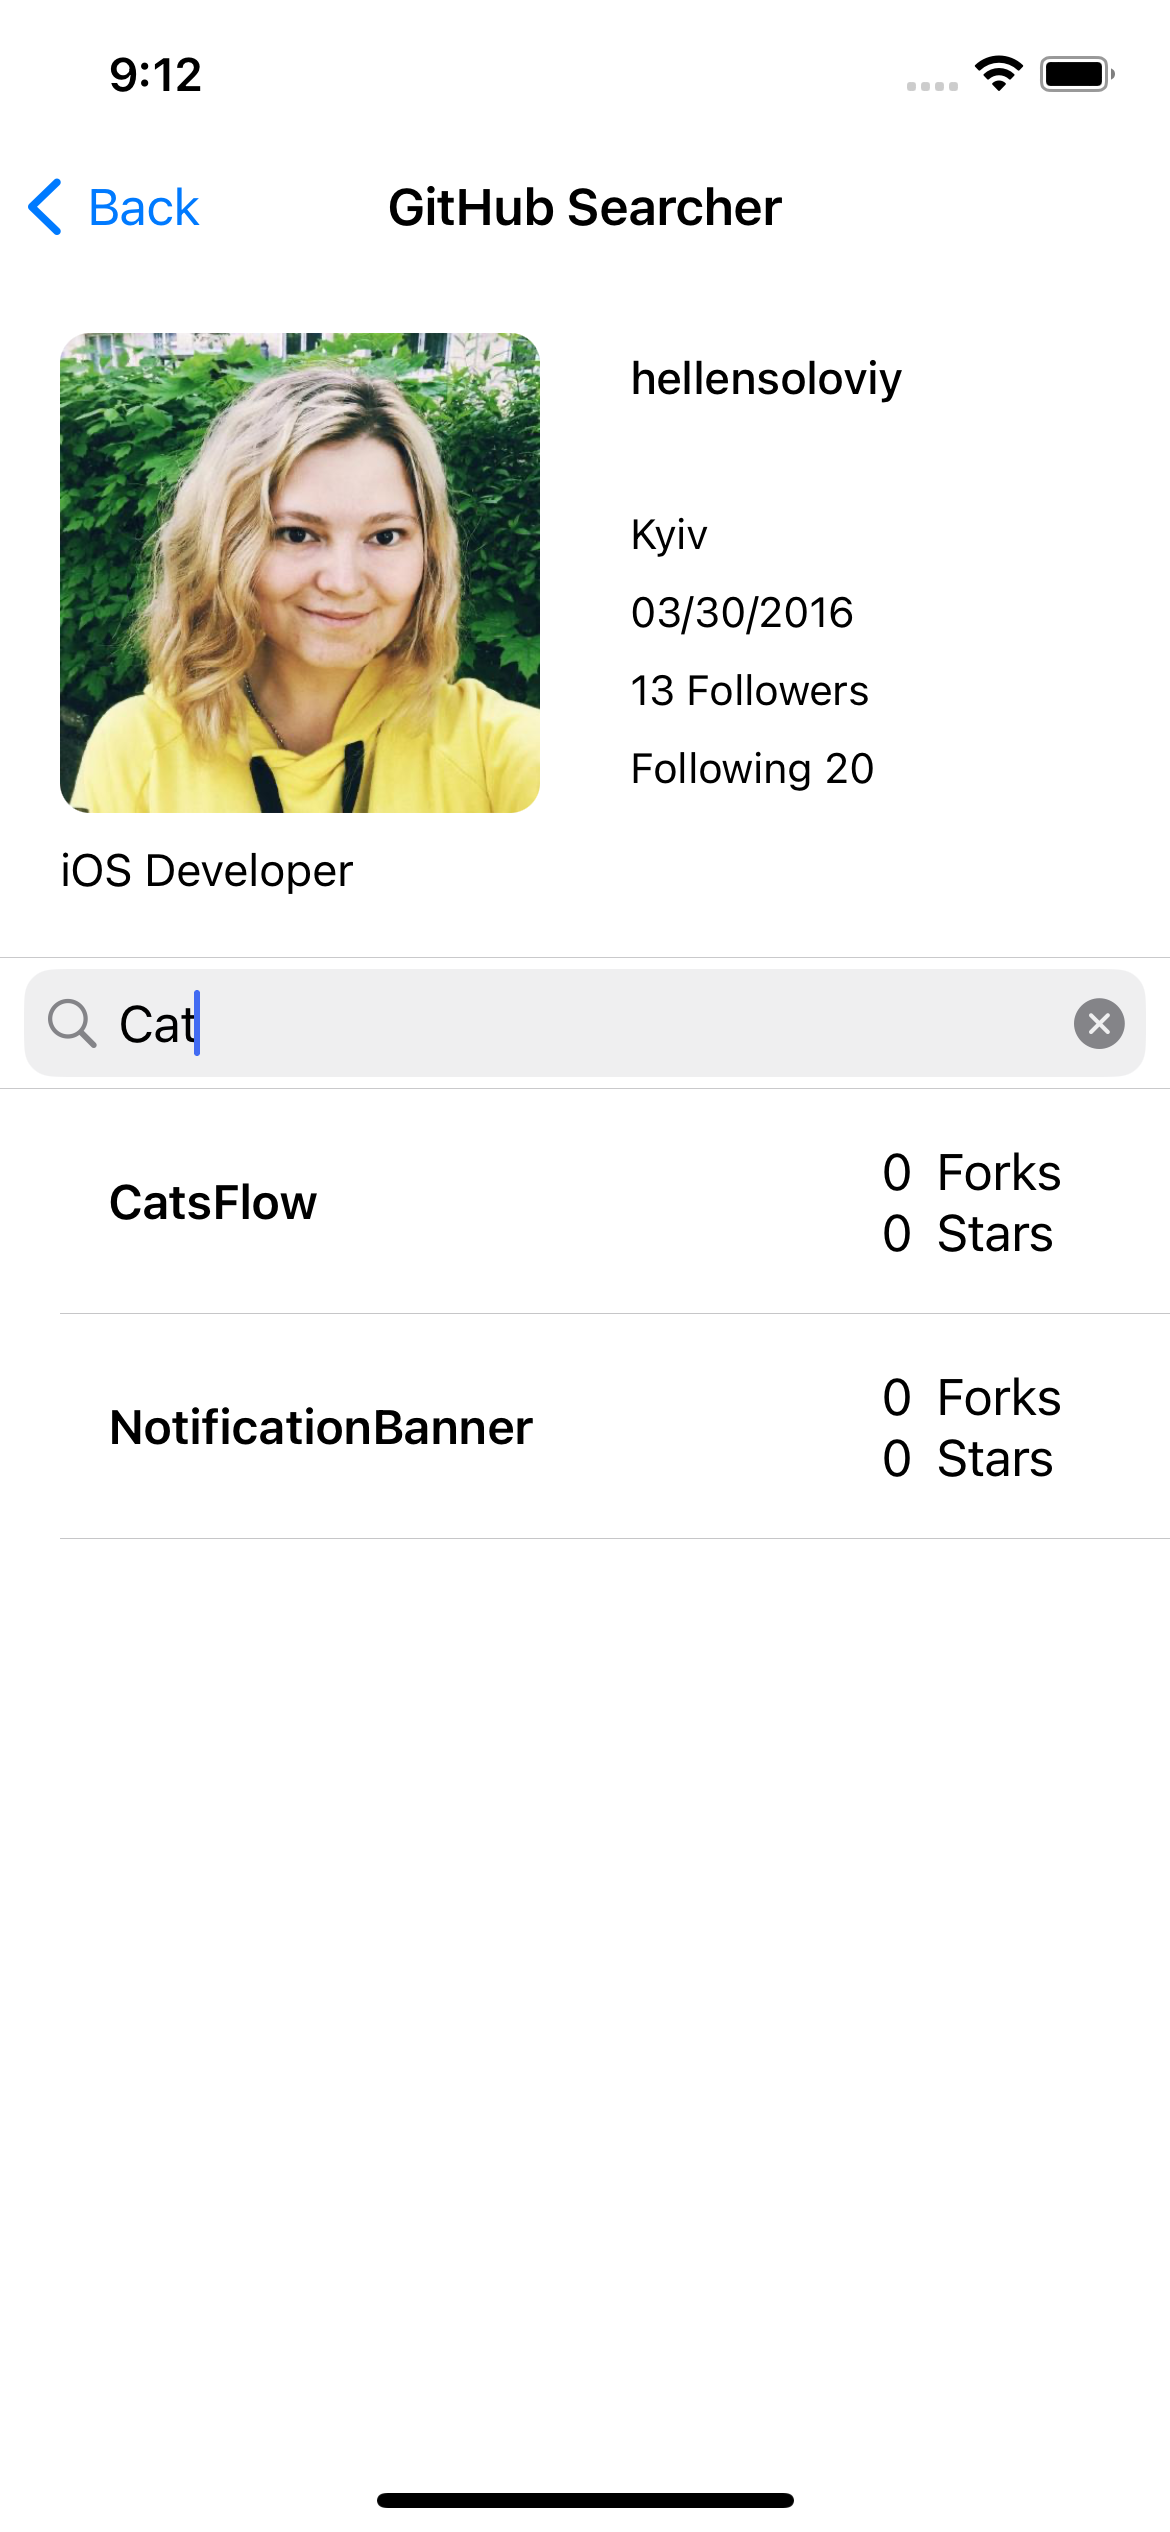 9:12
Back
GitHub Searcher
hellensoloviy
Kyiv
03/30/2016
13 Followers
Following 20
iOS Developer
Cat
CatsFlow
0 Forks
0 Stars
NotificationBanner
0 Forks
0 Stars